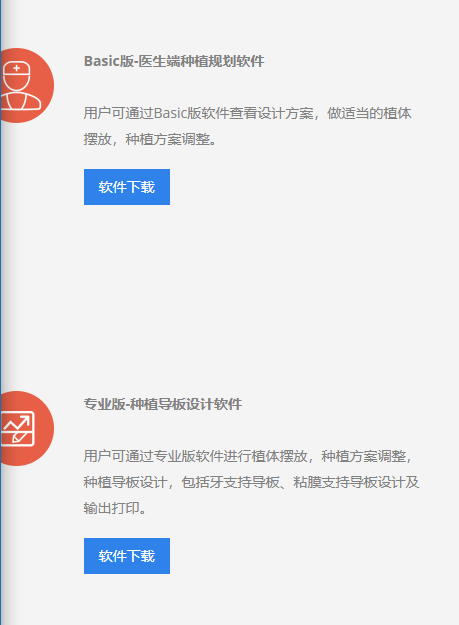 Basic版-医生端种植规划软件
用户可通过Basic版软件查看设计方案，做适当的植体
摆放，种植方案调整。
软件下载
专业版-种植导板设计软件
用户可通过专业版软件进行植体摆放，种植方案调整，
种植导板设计，包括牙支持导板、粘膜支持导板设计及
输出打印。
软件下载